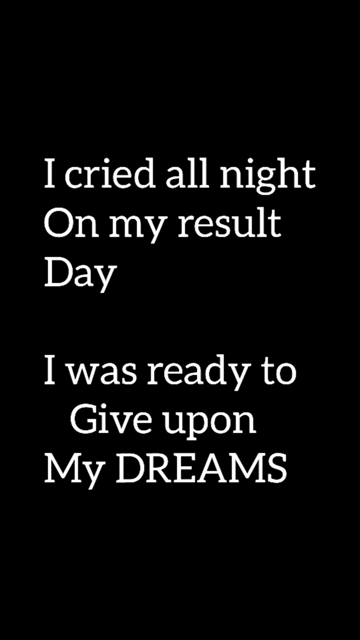 I cried all night
On my result
Day
I was ready to
Give upon
My DREAMS